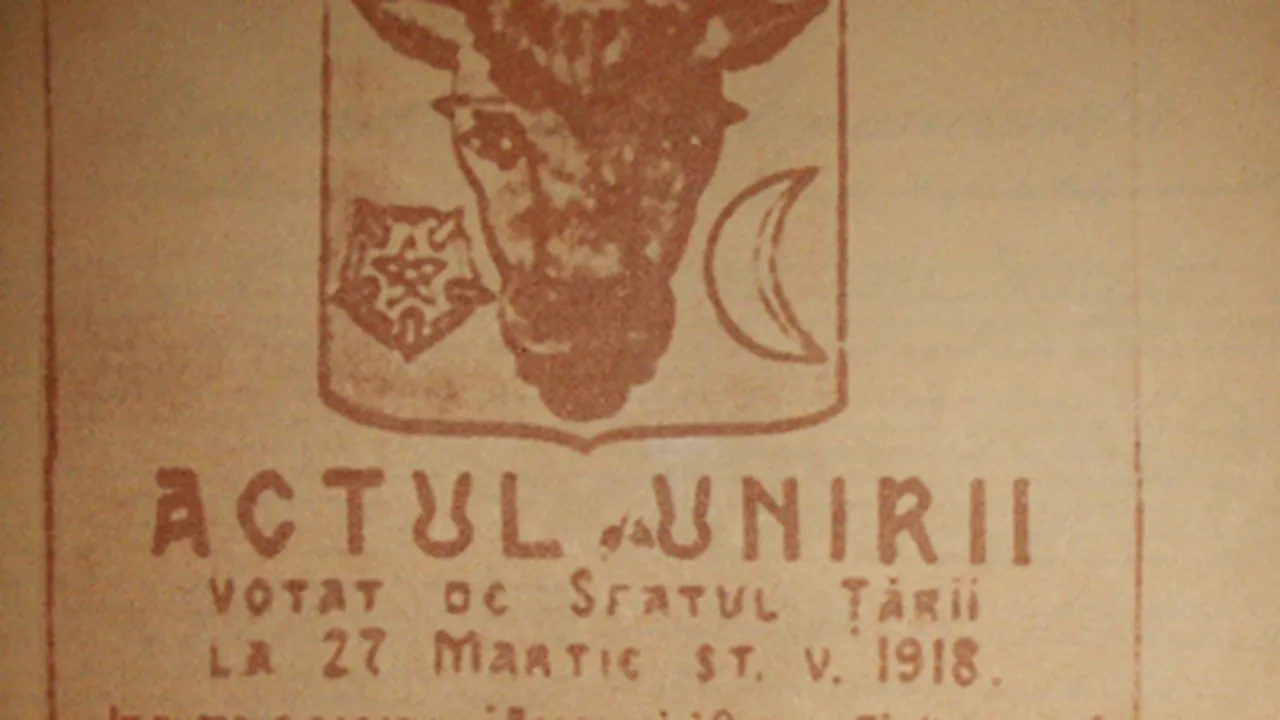 ACTUL UNIRII
VOTAT DE SFATUL ȚĂRII
LA 27 MARTIE ST. V. 1918.